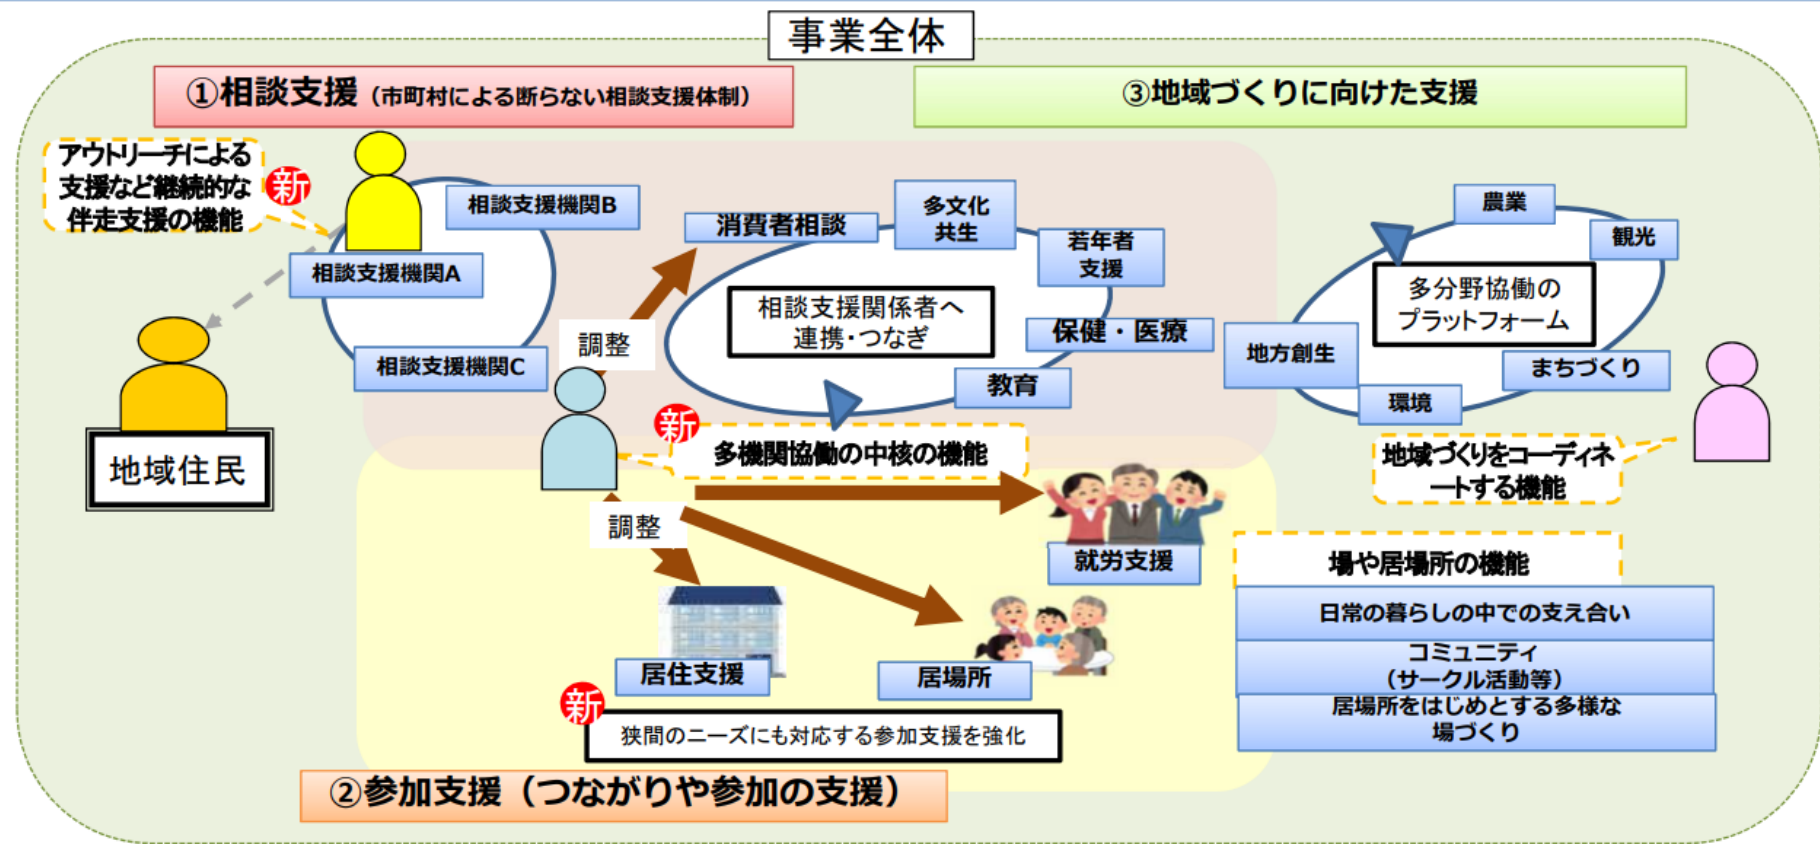 事業全体
①相談支援（市町村による断らない相談支援体制）
③地域づくりに向けた支援
アウトリーチによる
支援など継続的な
伴走支援の機能
新
相談支援機関B
相談支援機関A
相談支援機関C
地域住民
調整
消費者相談
多文化
共生
若年者
支援
保健・医療
教育
相談支援関係者へ
連携・つなぎ
新
多機関協働の中核の機能
農業
観光
多分野協働の
プラットフォーム
地方創生
まちづくり
環境
地域づくりをコーディネ
ートする機能
調整
就労支援
居住支援
居場所
新
狭間のニーズにも対応する参加支援を強化
②参加支援（つながりや参加の支援）
場や居場所の機能
日常の暮らしの中での支え合い
コミュニティ
（サークル活動等）
居場所をはじめとする多様な
場づくり